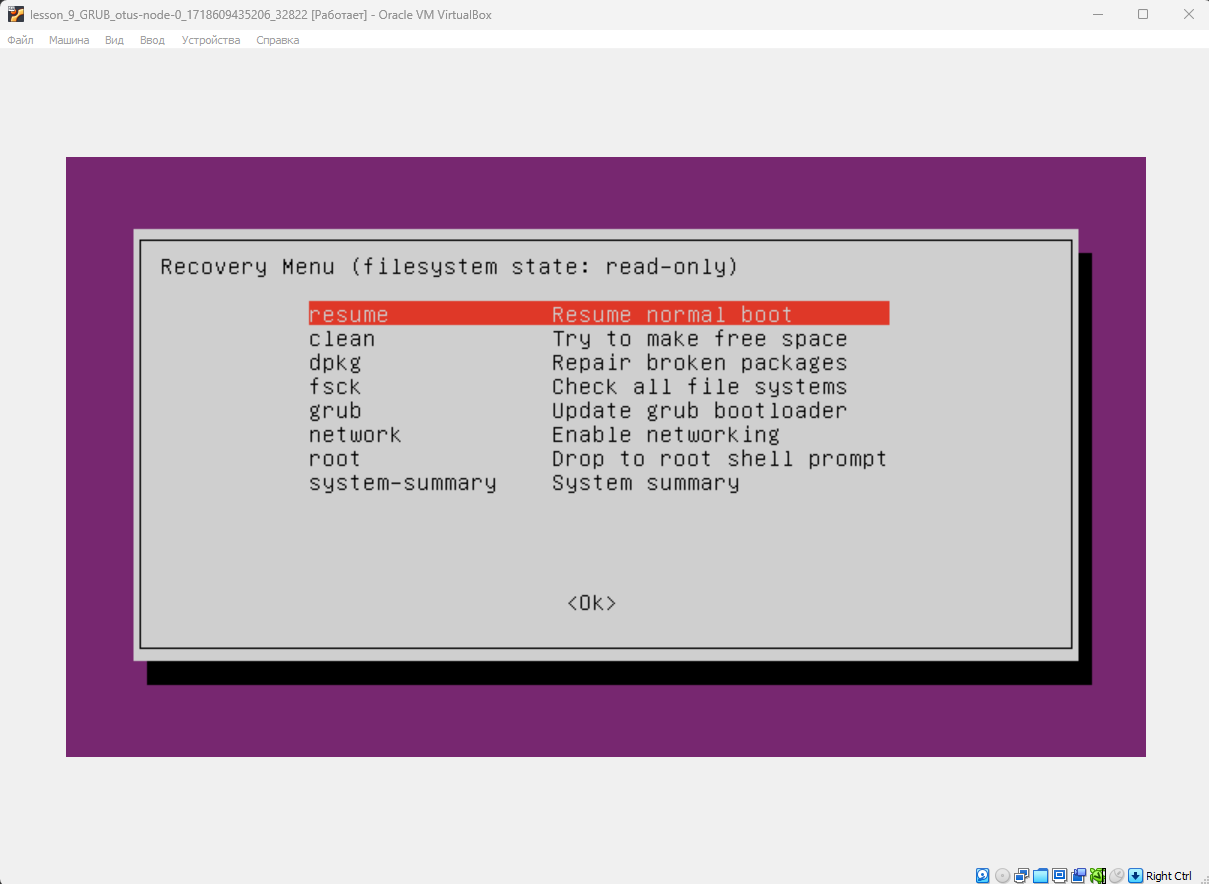 lesson_9_GRUB_otus-node-0_1718609435206_32822 [Работает] - Oracle VM VirtualBox
Файл Машина Вид Ввод Устройства Справка
Recovery Menu (filesystem state: read-only)
resume Resume normal boot
clean Try to make free space
dpkg Repair broken packages
fsck Check all file systems
grub Update grub bootloader
network Enable networking
root Drop to root shell prompt
system-summary System summary
<Ok>
Right Ctrl